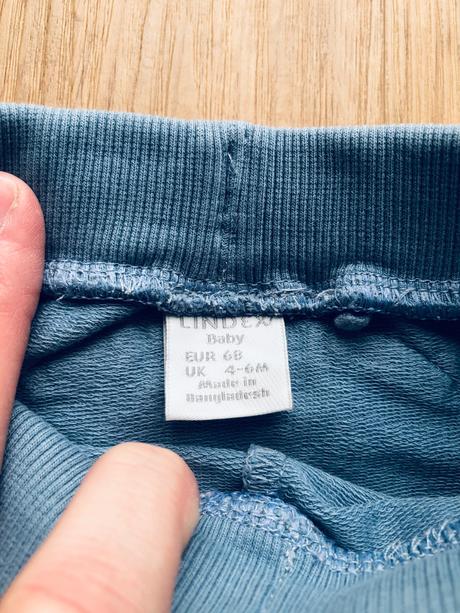 LINDEX
Baby
EUR 68
UK 4-6M
Made in
Bangladesh